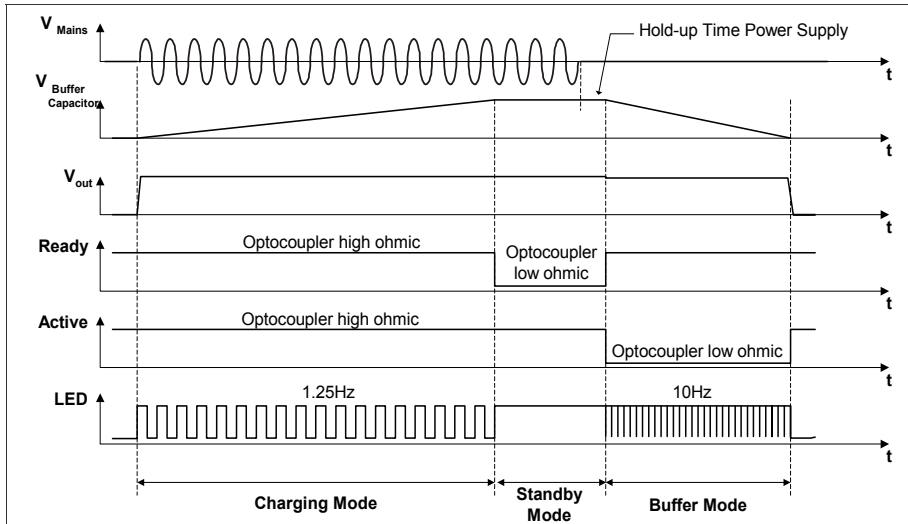 V Mains
Hold-up Time Power Supply
t
V Buffer Capacitor
t
V out
t
Ready
Optocoupler high ohmic
Optocoupler low ohmic
t
Active
Optocoupler high ohmic
Optocoupler low ohmic
t
LED
1.25Hz
10Hz
t
Charging Mode
Standby Mode
Buffer Mode